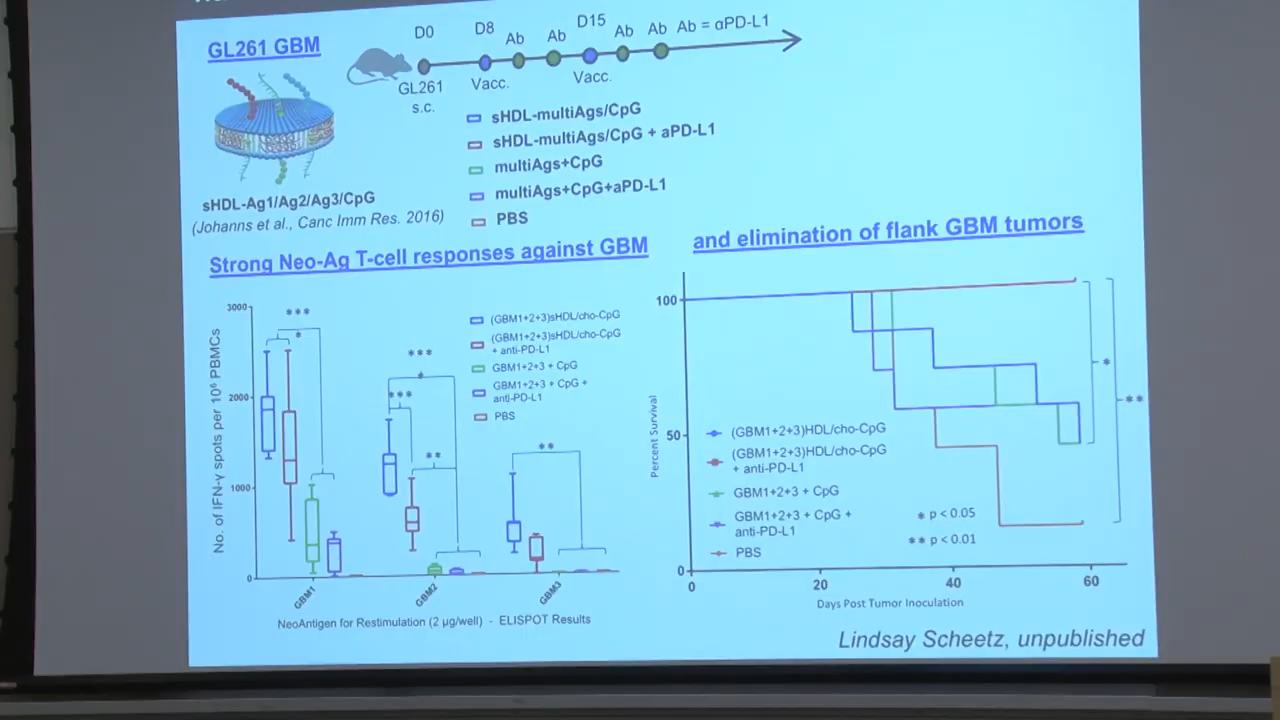 GL261 GBM
D0
D8
Ab
Ab
D15
Ab
Ab
Ab = αPD-L1
GL261
s.c.
Vacc.
Vacc.
sHDL-multiAgs/CpG
sHDL-multiAgs/CpG + aPD-L1
multiAgs+CpG
multiAgs+CpG+aPD-L1
PBS
sHDL-Ag1/Ag2/Ag3/CpG
(Johanns et al., Canc Imm Res. 2016)
Strong Neo-Ag T-cell responses against GBM
and elimination of flank GBM tumors
No. of IFN-γ spots per 10⁶ PBMCs
3000
2000
1000
0
***
*
***
*
***
**
**
(GBM1+2+3)sHDL/cho-CpG
(GBM1+2+3)sHDL/cho-CpG
+ anti-PD-L1
GBM1+2+3 + CpG
GBM1+2+3 + CpG +
anti-PD-L1
PBS
GBM1
GBM2
GBM3
NeoAntigen for Restimulation (2 µg/well) - ELISPOT Results
Percent Survival
100
50
0
*
**
(GBM1+2+3)HDL/cho-CpG
(GBM1+2+3)HDL/cho-CpG
+ anti-PD-L1
GBM1+2+3 + CpG
GBM1+2+3 + CpG +
anti-PD-L1
PBS
* p < 0.05
** p < 0.01
0
20
40
60
Days Post Tumor Inoculation
Lindsay Scheetz, unpublished